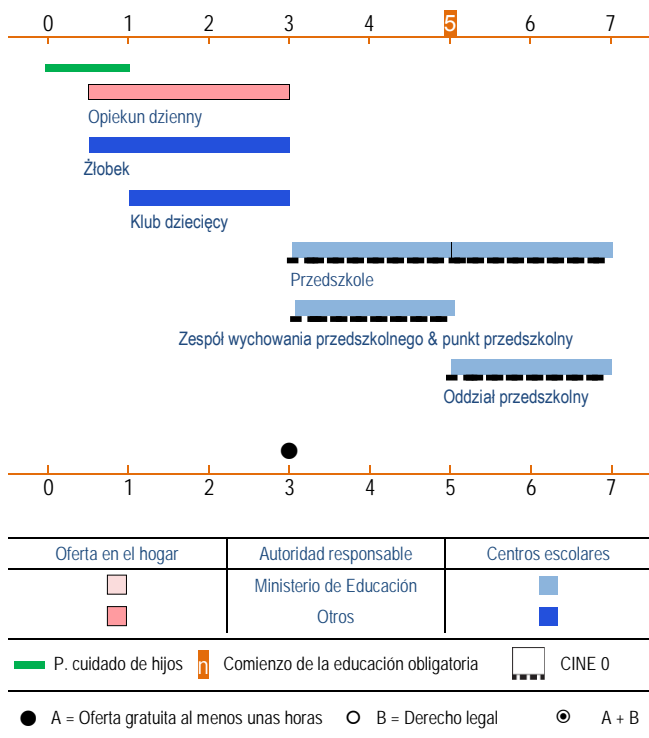 0 1 2 3 4 5 6 7
Opiekun dzienny
Żłobek
Klub dziecięcy
Przedszkole
Zespół wychowania przedszkolnego & punkt przedszkolny
Oddział przedszkolny
0 1 2 3 4 5 6 7
Oferta en el hogar Autoridad responsable Centros escolares
Ministerio de Educación
Otros
P. cuidado de hijos n Comienzo de la educación obligatoria CINE 0
A = Oferta gratuita al menos unas horas B = Derecho legal A + B